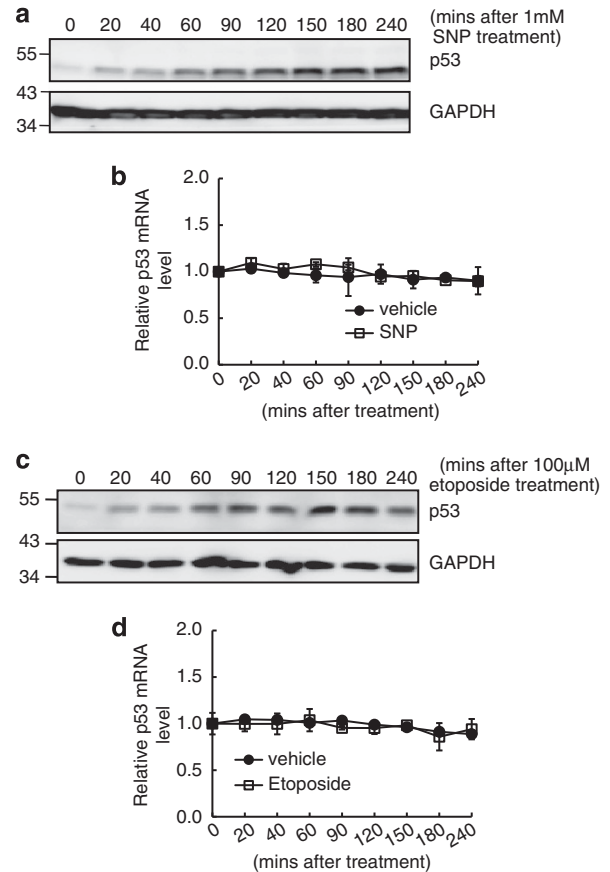 a
0 20 40 60 90 120 150 180 240
(mins after 1mM
SNP treatment)
55
p53
43
34
GAPDH
b
Relative p53 mRNA
level
2.0
1.5
1.0
0.5
0.0
vehicle
SNP
0 20 40 60 90 120 150 180 240
(mins after treatment)
c
0 20 40 60 90 120 150 180 240
(mins after 100μM
etoposide treatment)
55
p53
43
34
GAPDH
d
Relative p53 mRNA
level
2.0
1.5
1.0
0.5
0.0
vehicle
Etoposide
0 20 40 60 90 120 150 180 240
(mins after treatment)